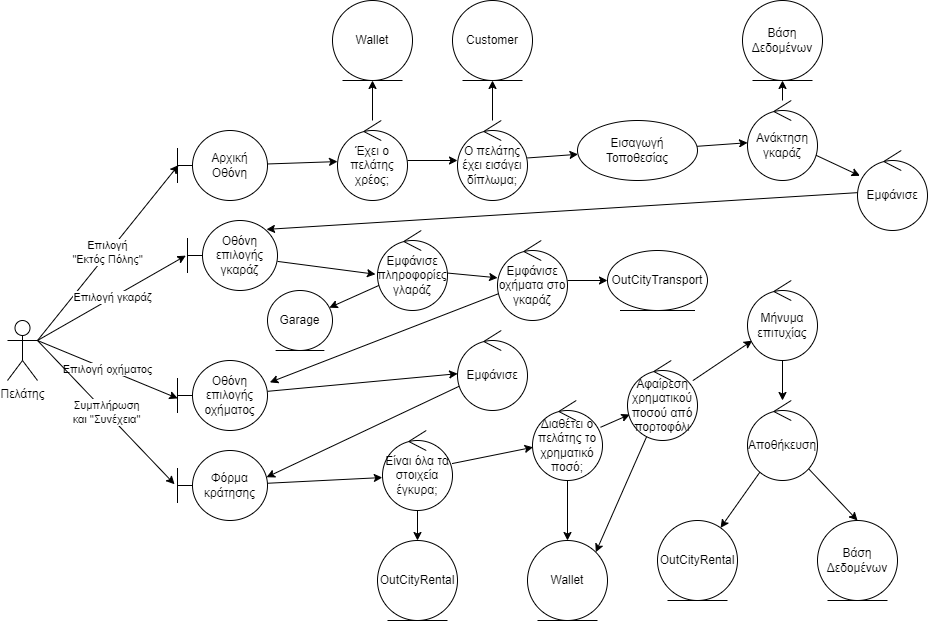 Wallet
Customer
Βάση
Δεδομένων
Αρχική
Οθόνη
Έχει ο
πελάτης
χρέος;
Ο πελάτης
έχει εισάγει
δίπλωμα;
Εισαγωγή
Τοποθεσίας
Ανάκτηση
γκαράζ
Εμφάνισε
Επιλογή
"Εκτός Πόλης"
Οθόνη
επιλογής
γκαράζ
Εμφάνισε
πληροφορίες
γλαράζ
Εμφάνισε
οχήματα στο
γκαράζ
OutCityTransport
Επιλογή γκαράζ
Garage
Μήνυμα
επιτυχίας
Πελάτης
Επιλογή οχήματος
Οθόνη
επιλογής
οχήματος
Εμφάνισε
Αφαίρεση
χρηματικού
ποσού από
πορτοφόλι
Συμπλήρωση
και "Συνέχεια"
Διαθέτει ο
πελάτης το
χρηματικό
ποσό;
Αποθήκευση
Φόρμα
κράτησης
Είναι όλα τα
στοιχεία
έγκυρα;
OutCityRental
Wallet
OutCityRental
Βάση
Δεδομένων